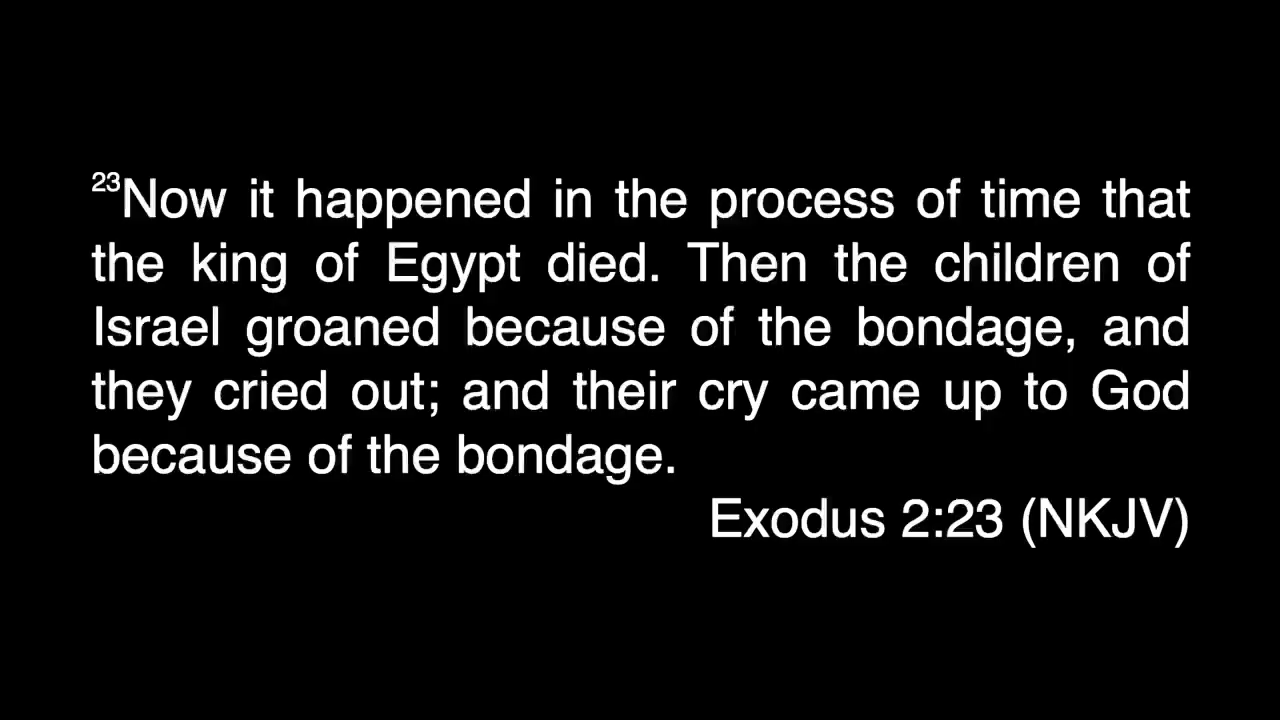 23Now it happened in the process of time that
the king of Egypt died. Then the children of
Israel groaned because of the bondage, and
they cried out; and their cry came up to God
because of the bondage.
Exodus 2:23 (NKJV)